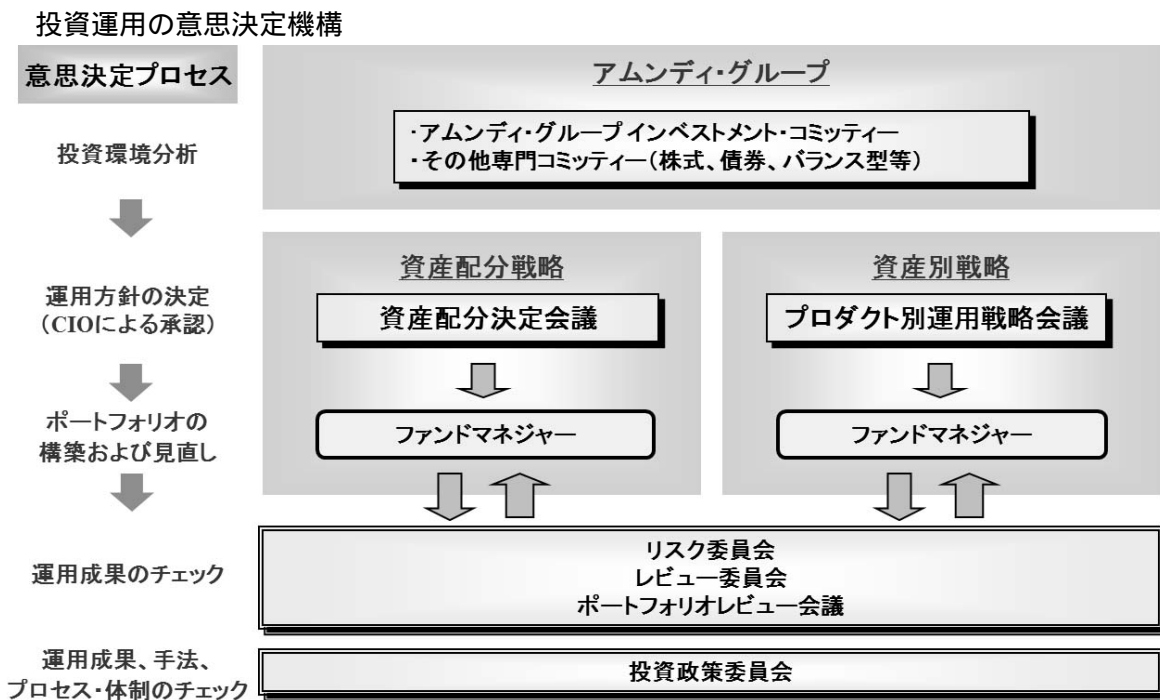 投資運用の意思決定機構
意思決定プロセス
アムンディ・グループ
・アムンディ・グループ インベストメント・コミッティー
・その他専門コミッティー（株式、債券、バランス型等）
投資環境分析
資産配分戦略
資産別戦略
運用方針の決定
（CIOによる承認）
資産配分決定会議
プロダクト別運用戦略会議
ポートフォリオの
構築および見直し
ファンドマネジャー
ファンドマネジャー
運用成果のチェック
リスク委員会
レビュー委員会
ポートフォリオレビュー会議
運用成果、手法、
プロセス・体制のチェック
投資政策委員会